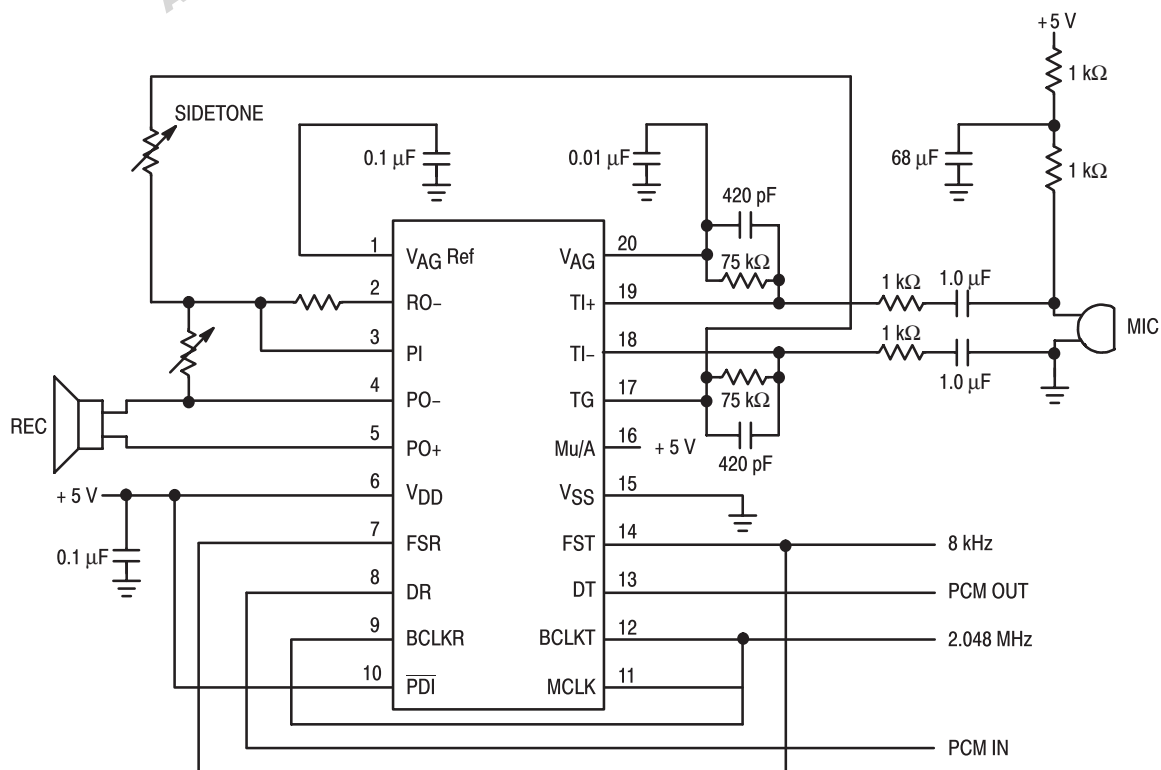 + 5 V
1 kΩ
SIDETONE
0.1 µF
0.01 µF
68 µF
1 kΩ
420 pF
1 VAG Ref
VAG 20
75 kΩ
1 kΩ
1.0 µF
2 RO–
TI+ 19
MIC
1 kΩ
1.0 µF
3 PI
TI– 18
75 kΩ
4 PO–
TG 17
REC
5 PO+
Mu/A 16
+ 5 V
420 pF
+ 5 V
6 VDD
VSS 15
0.1 µF
7 FSR
FST 14
8 kHz
8 DR
DT 13
PCM OUT
9 BCLKR
BCLKT 12
2.048 MHz
10 PDI
MCLK 11
PCM IN